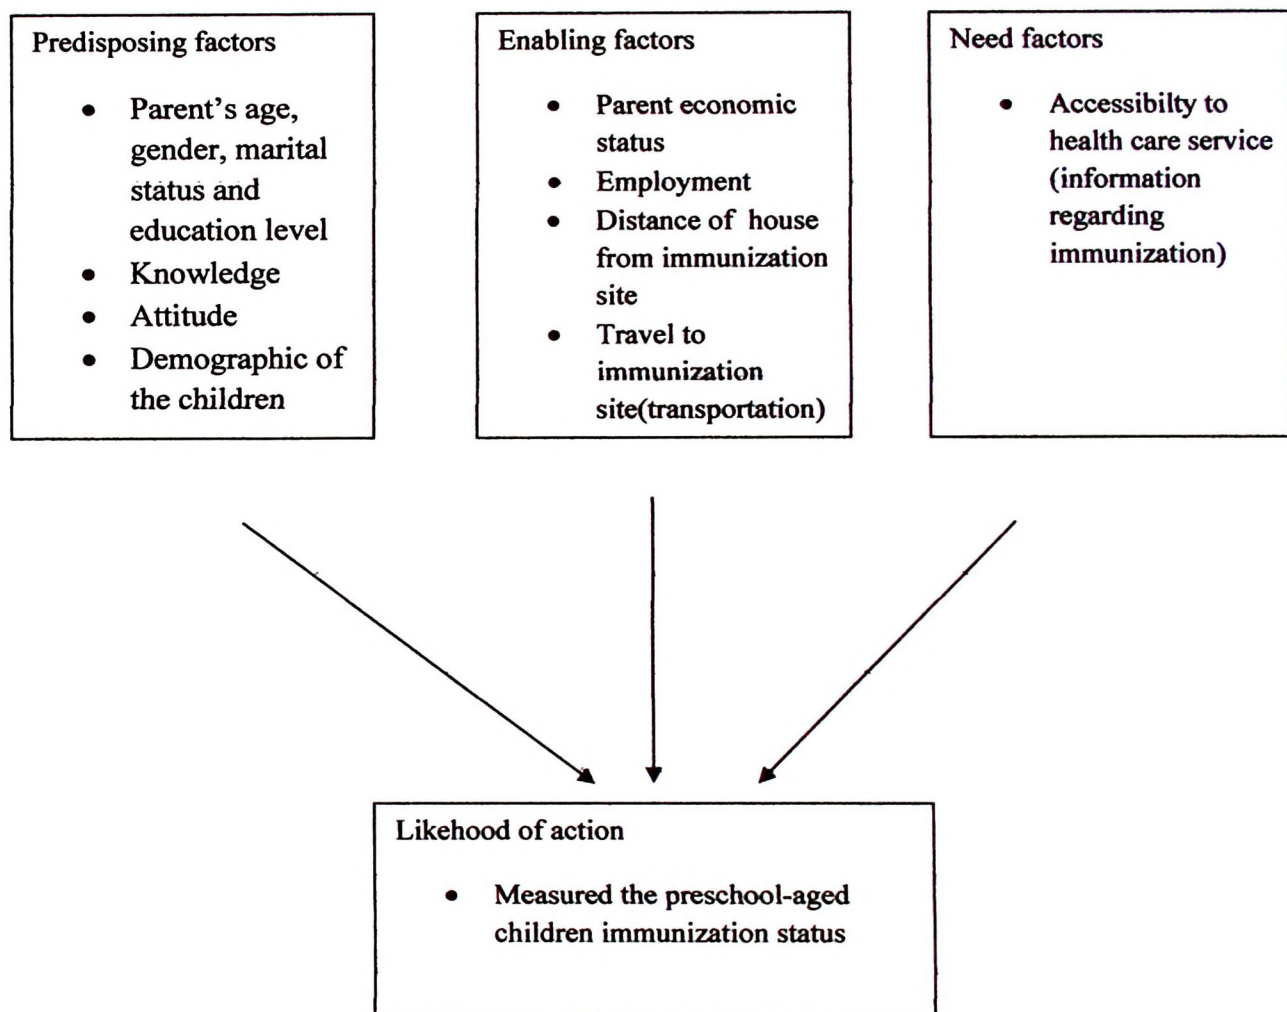 Predisposing factors
• Parent's age,
gender, marital
status and
education level
• Knowledge
• Attitude
• Demographic of
the children
Enabling factors
• Parent economic
status
• Employment
• Distance of house
from immunization
site
• Travel to
immunization
site(transportation)
Need factors
• Accessibilty to
health care service
(information
regarding
immunization)
Likehood of action
• Measured the preschool-aged
children immunization status